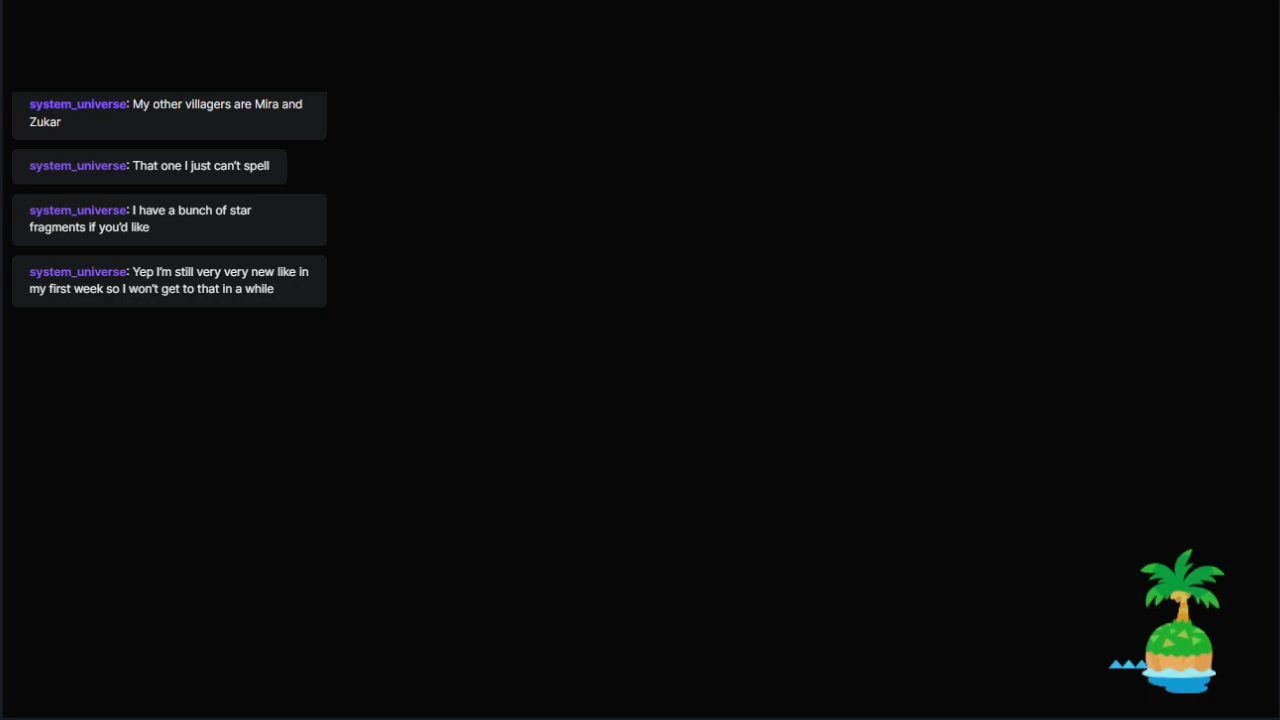 system_universe: My other villagers are Mira and
Zukar
system_universe: That one I just can't spell
system_universe: I have a bunch of star
fragments if you'd like
system_universe: Yep I'm still very very new like in
my first week so I won't get to that in a while